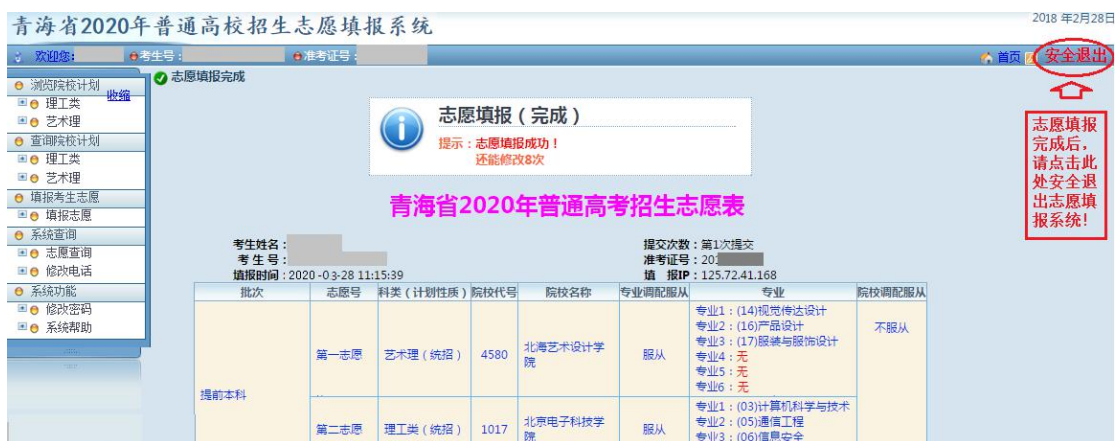 2018 年2月28日
青海省2020年普通高校招生志愿填报系统
欢迎您:
考生号:
准考证号:
首页
安全退出
浏览院校计划
收缩
理工类
艺术理
查询院校计划
理工类
艺术理
填报考生志愿
填报志愿
系统查询
志愿查询
修改电话
系统功能
修改密码
系统帮助
志愿填报完成
志愿填报（完成）
提示：志愿填报成功！
还能修改8次
志愿填报
完成后，
请点击此
处安全退
出志愿填
报系统!
青海省2020年普通高考招生志愿表
考生姓名：
提交次数：第1次提交
考 生 号：
准考证号：201
填报时间：2020 -03-28 11:15:39
填 报IP：125.72.41.168
批次 志愿号 科类（计划性质） 院校代号 院校名称 专业调配服从 专业 院校调配服从
提前本科
第一志愿 艺术理（统招） 4580
北海艺术设计学
院
服从
专业1：(14)视觉传达设计
专业2：(16)产品设计
专业3：(17)服装与服饰设计
专业4：无
专业5：无
专业6：无
不服从
第二志愿 理工类（统招） 1017
北京电子科技学
院
服从
专业1：(03)计算机科学与技术
专业2：(05)通信工程
专业3：(06)信息安全